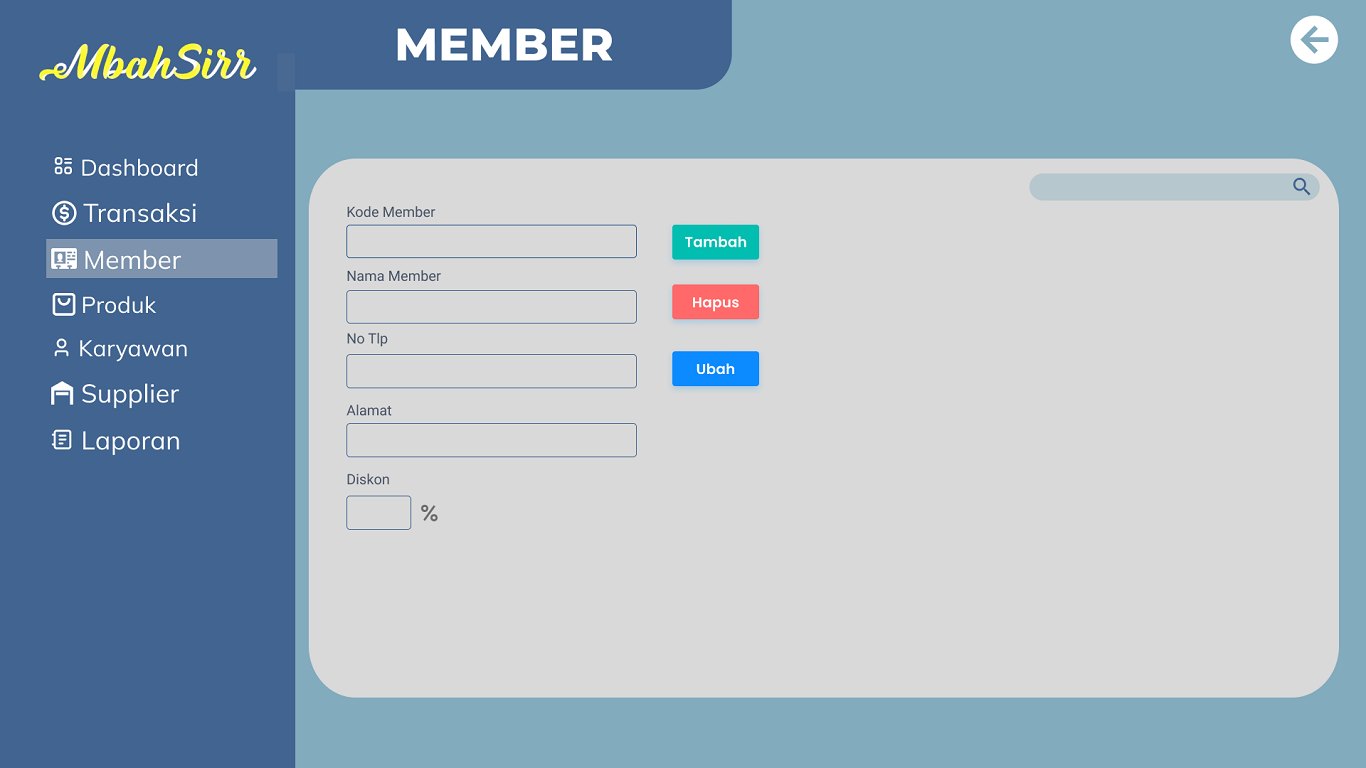 MbahSirr
MEMBER
Dashboard
Transaksi
Member
Produk
Karyawan
Supplier
Laporan
Kode Member
Tambah
Nama Member
Hapus
No Tlp
Ubah
Alamat
Diskon
%